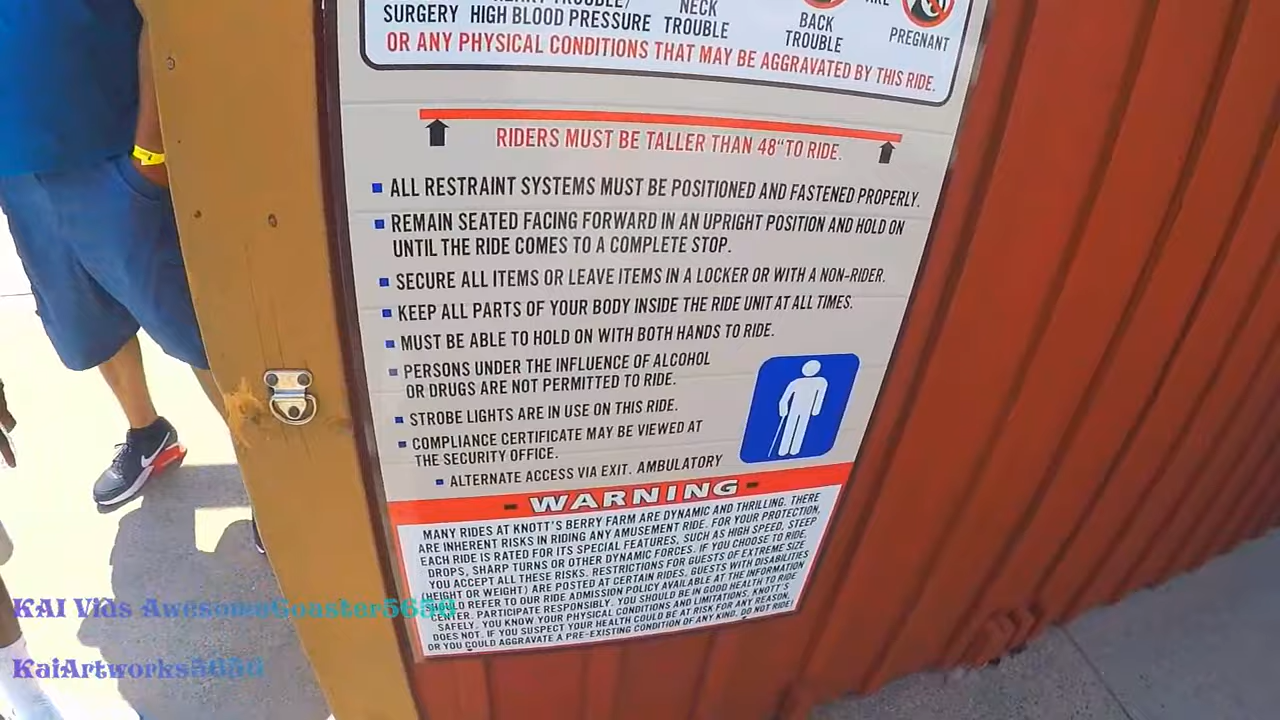 SURGERY HIGH BLOOD PRESSURE
NECK
TROUBLE
BACK
TROUBLE
ARE
PREGNANT
OR ANY PHYSICAL CONDITIONS THAT MAY BE AGGRAVATED BY THIS RIDE.
RIDERS MUST BE TALLER THAN 48" TO RIDE.
ALL RESTRAINT SYSTEMS MUST BE POSITIONED AND FASTENED PROPERLY.
REMAIN SEATED FACING FORWARD IN AN UPRIGHT POSITION AND HOLD ON
UNTIL THE RIDE COMES TO A COMPLETE STOP.
SECURE ALL ITEMS OR LEAVE ITEMS IN A LOCKER OR WITH A NON-RIDER.
KEEP ALL PARTS OF YOUR BODY INSIDE THE RIDE UNIT AT ALL TIMES.
MUST BE ABLE TO HOLD ON WITH BOTH HANDS TO RIDE.
PERSONS UNDER THE INFLUENCE OF ALCOHOL
OR DRUGS ARE NOT PERMITTED TO RIDE.
STROBE LIGHTS ARE IN USE ON THIS RIDE.
COMPLIANCE CERTIFICATE MAY BE VIEWED AT
THE SECURITY OFFICE.
ALTERNATE ACCESS VIA EXIT. AMBULATORY
- WARNING -
MANY RIDES AT KNOTT'S BERRY FARM ARE DYNAMIC AND THRILLING. THERE
ARE INHERENT RISKS IN RIDING ANY AMUSEMENT RIDE. FOR YOUR PROTECTION,
EACH RIDE IS RATED FOR ITS SPECIAL FEATURES, SUCH AS HIGH SPEED, STEEP
DROPS, SHARP TURNS OR OTHER DYNAMIC FORCES. IF YOU CHOOSE TO RIDE,
YOU ACCEPT ALL THESE RISKS. RESTRICTIONS FOR GUESTS OF EXTREME SIZE
(HEIGHT OR WEIGHT) ARE POSTED AT CERTAIN RIDES. GUESTS WITH DISABILITIES
REFER TO OUR RIDE ADMISSION POLICY AVAILABLE AT THE INFORMATION
CENTER. PARTICIPATE RESPONSIBLY. YOU SHOULD BE IN GOOD HEALTH TO RIDE
SAFELY. YOU KNOW YOUR PHYSICAL CONDITIONS AND LIMITATIONS, KNOTT'S
DOES NOT. IF YOU SUSPECT YOUR HEALTH COULD BE AT RISK FOR ANY REASON,
OR YOU COULD AGGRAVATE A PRE-EXISTING CONDITION OF ANY KIND, DO NOT RIDE!
KAI Vids AwesomeCoaster5656
KaiArtworks5656